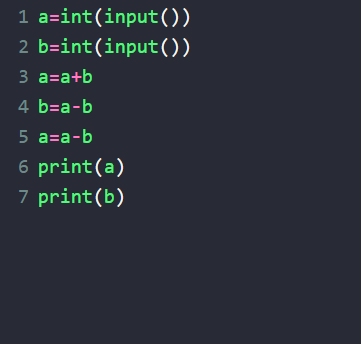 1 a=int(input())
2 b=int(input())
3 a=a+b
4 b=a-b
5 a=a-b
6 print(a)
7 print(b)